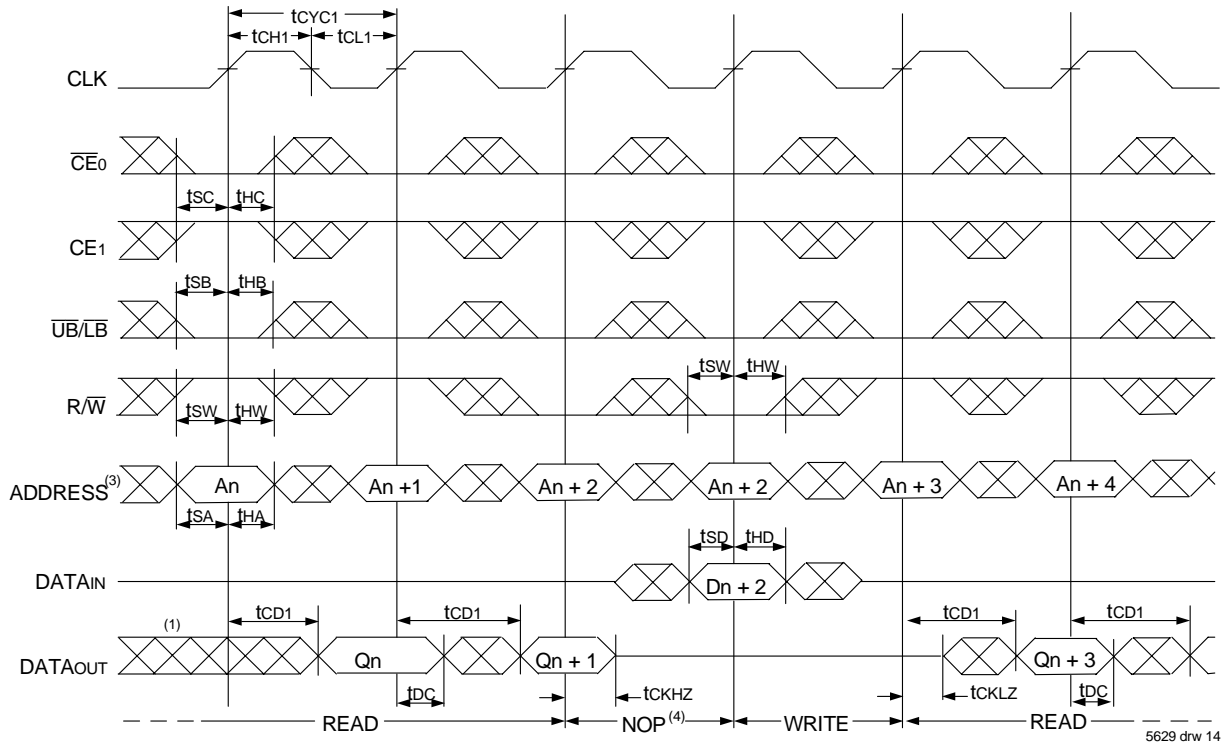 tCYC1
tCH1 tCL1
CLK
CE0
tSC tHC
CE1
tSB tHB
UB/LB
tSW tHW
R/W
tSW tHW
ADDRESS(3) An An +1 An + 2 An + 2 An + 3 An + 4
tSA tHA
tSD tHD
DATAIN Dn + 2
(1) tCD1 tCD1 tCD1 tCD1
DATAOUT Qn Qn + 1 Qn + 3
tDC tCKHZ tCKLZ tDC
READ NOP(4) WRITE READ
5629 drw 14